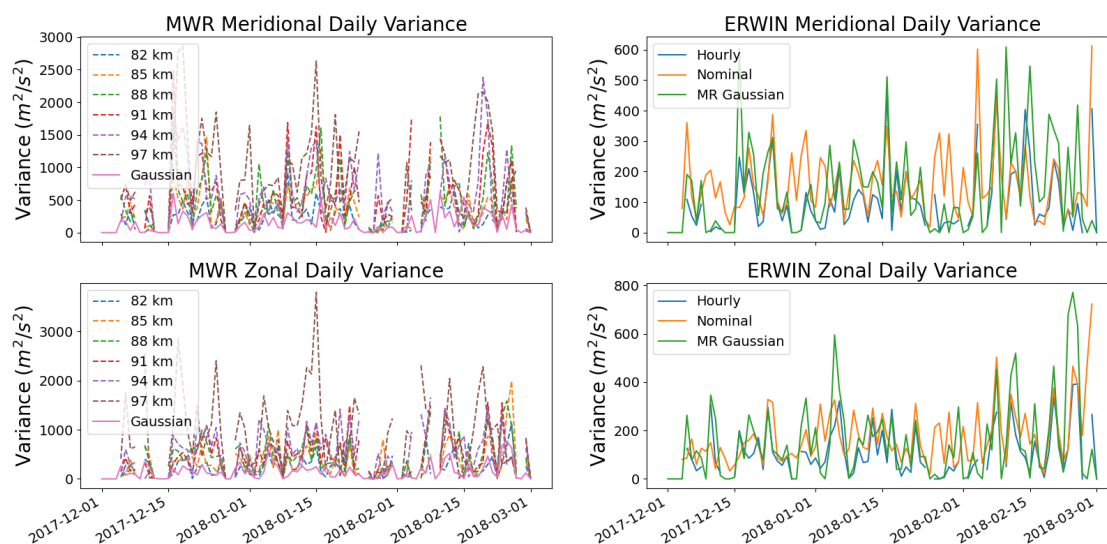 MWR Meridional Daily Variance
Variance (m²/s²)
3000
2500
2000
1500
1000
500
0
82 km
85 km
88 km
91 km
94 km
97 km
Gaussian
ERWIN Meridional Daily Variance
Variance (m²/s²)
600
500
400
300
200
100
0
Hourly
Nominal
MR Gaussian
MWR Zonal Daily Variance
Variance (m²/s²)
3000
2000
1000
0
82 km
85 km
88 km
91 km
94 km
97 km
Gaussian
2017-12-01
2017-12-15
2018-01-01
2018-01-15
2018-02-01
2018-02-15
2018-03-01
ERWIN Zonal Daily Variance
Variance (m²/s²)
800
600
400
200
0
Hourly
Nominal
MR Gaussian
2017-12-01
2017-12-15
2018-01-01
2018-01-15
2018-02-01
2018-02-15
2018-03-01